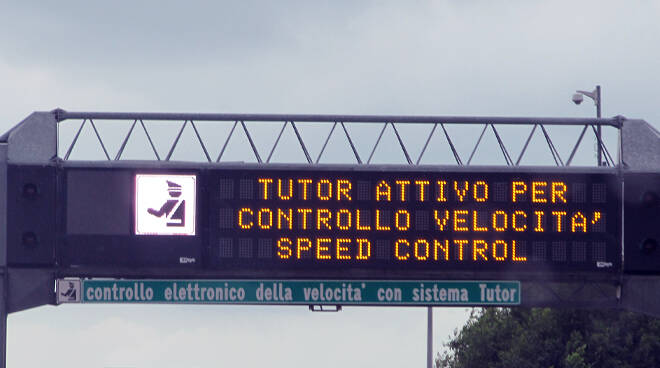 TUTOR ATTIVO PER
CONTROLLO VELOCITA'
SPEED CONTROL
controllo elettronico della velocita' con sistema Tutor